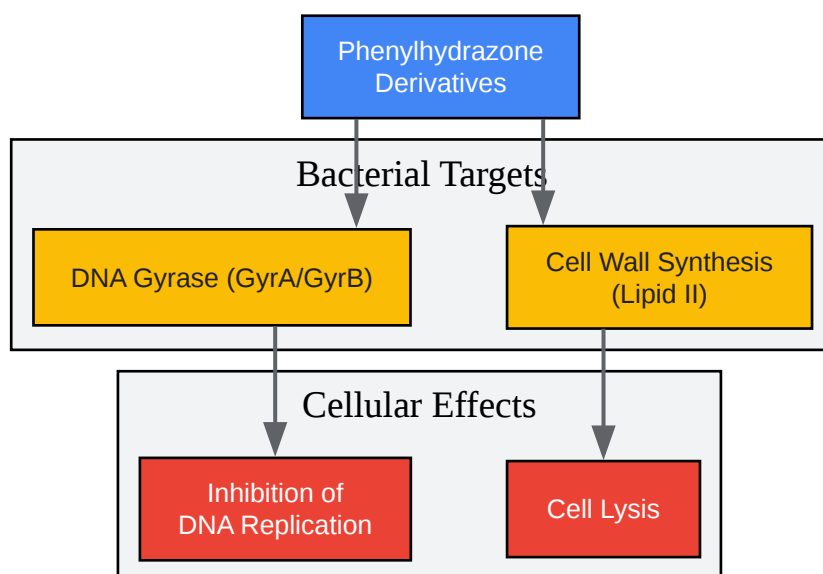 Phenylhydrazone
Derivatives
Bacterial Targets
DNA Gyrase (GyrA/GyrB)
Cell Wall Synthesis
(Lipid II)
Cellular Effects
Inhibition of
DNA Replication
Cell Lysis